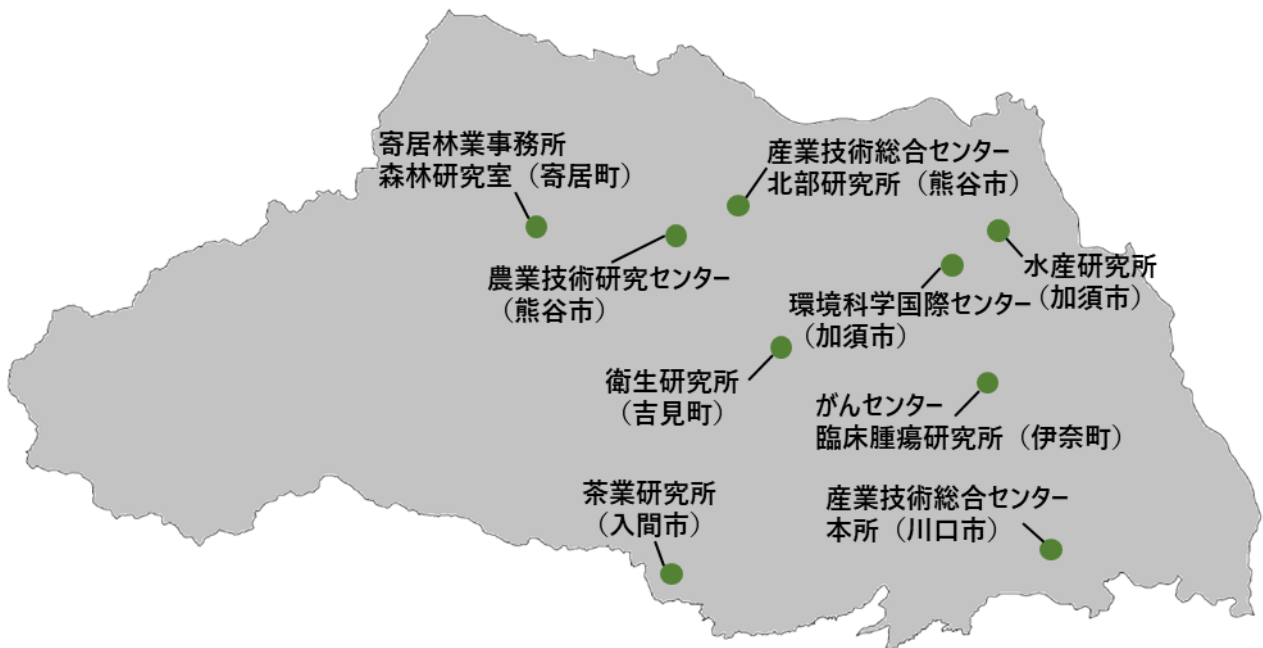 寄居林業事務所
森林研究室（寄居町）
産業技術総合センター
北部研究所（熊谷市）
農業技術研究センター
（熊谷市）
水産研究所
（加須市）
環境科学国際センター
（加須市）
衛生研究所
（吉見町）
がんセンター
臨床腫瘍研究所（伊奈町）
茶業研究所
（入間市）
産業技術総合センター
本所（川口市）